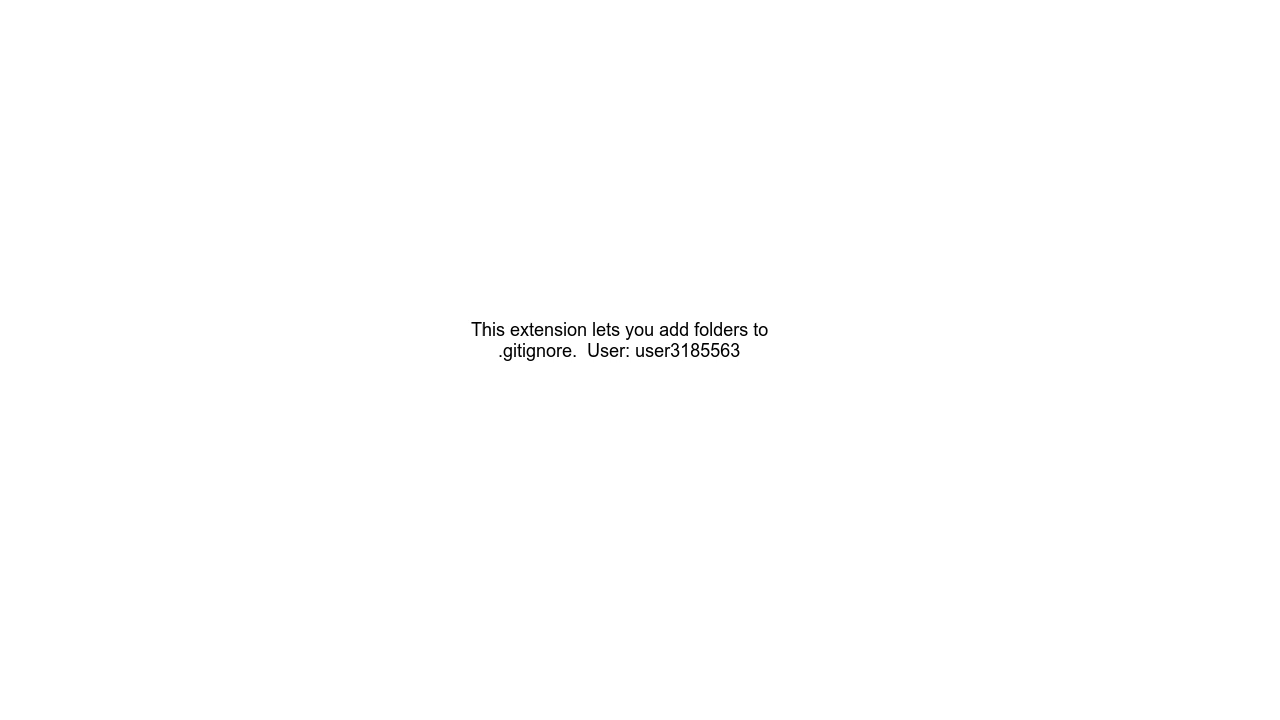 This extension lets you add folders to
.gitignore.  User: user3185563